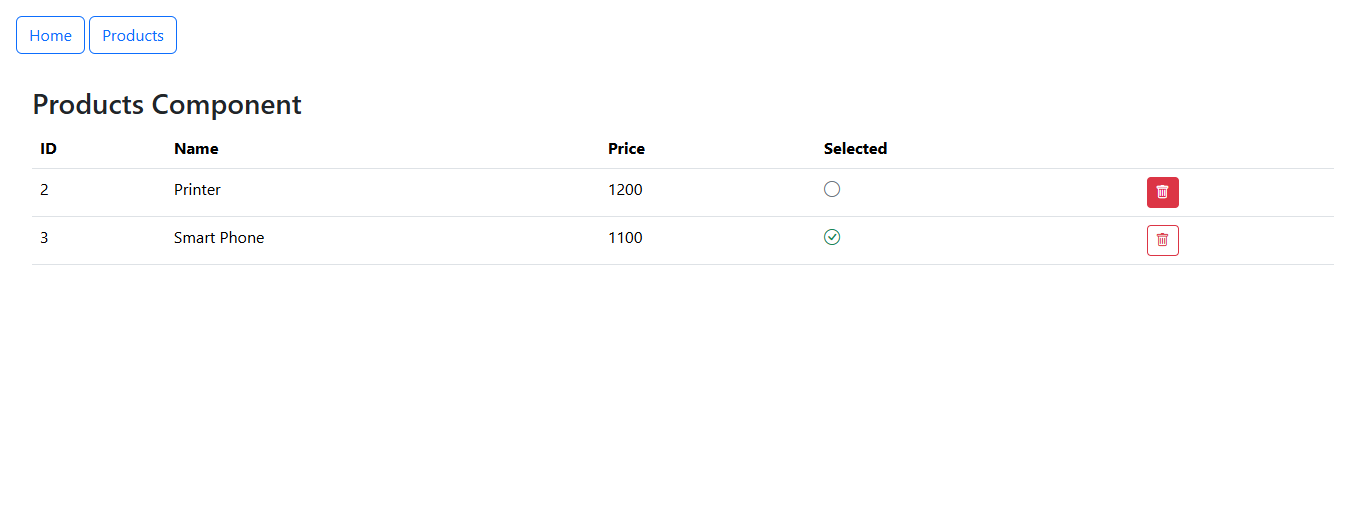 Home Products
Products Component
ID Name Price Selected
2 Printer 1200
3 Smart Phone 1100